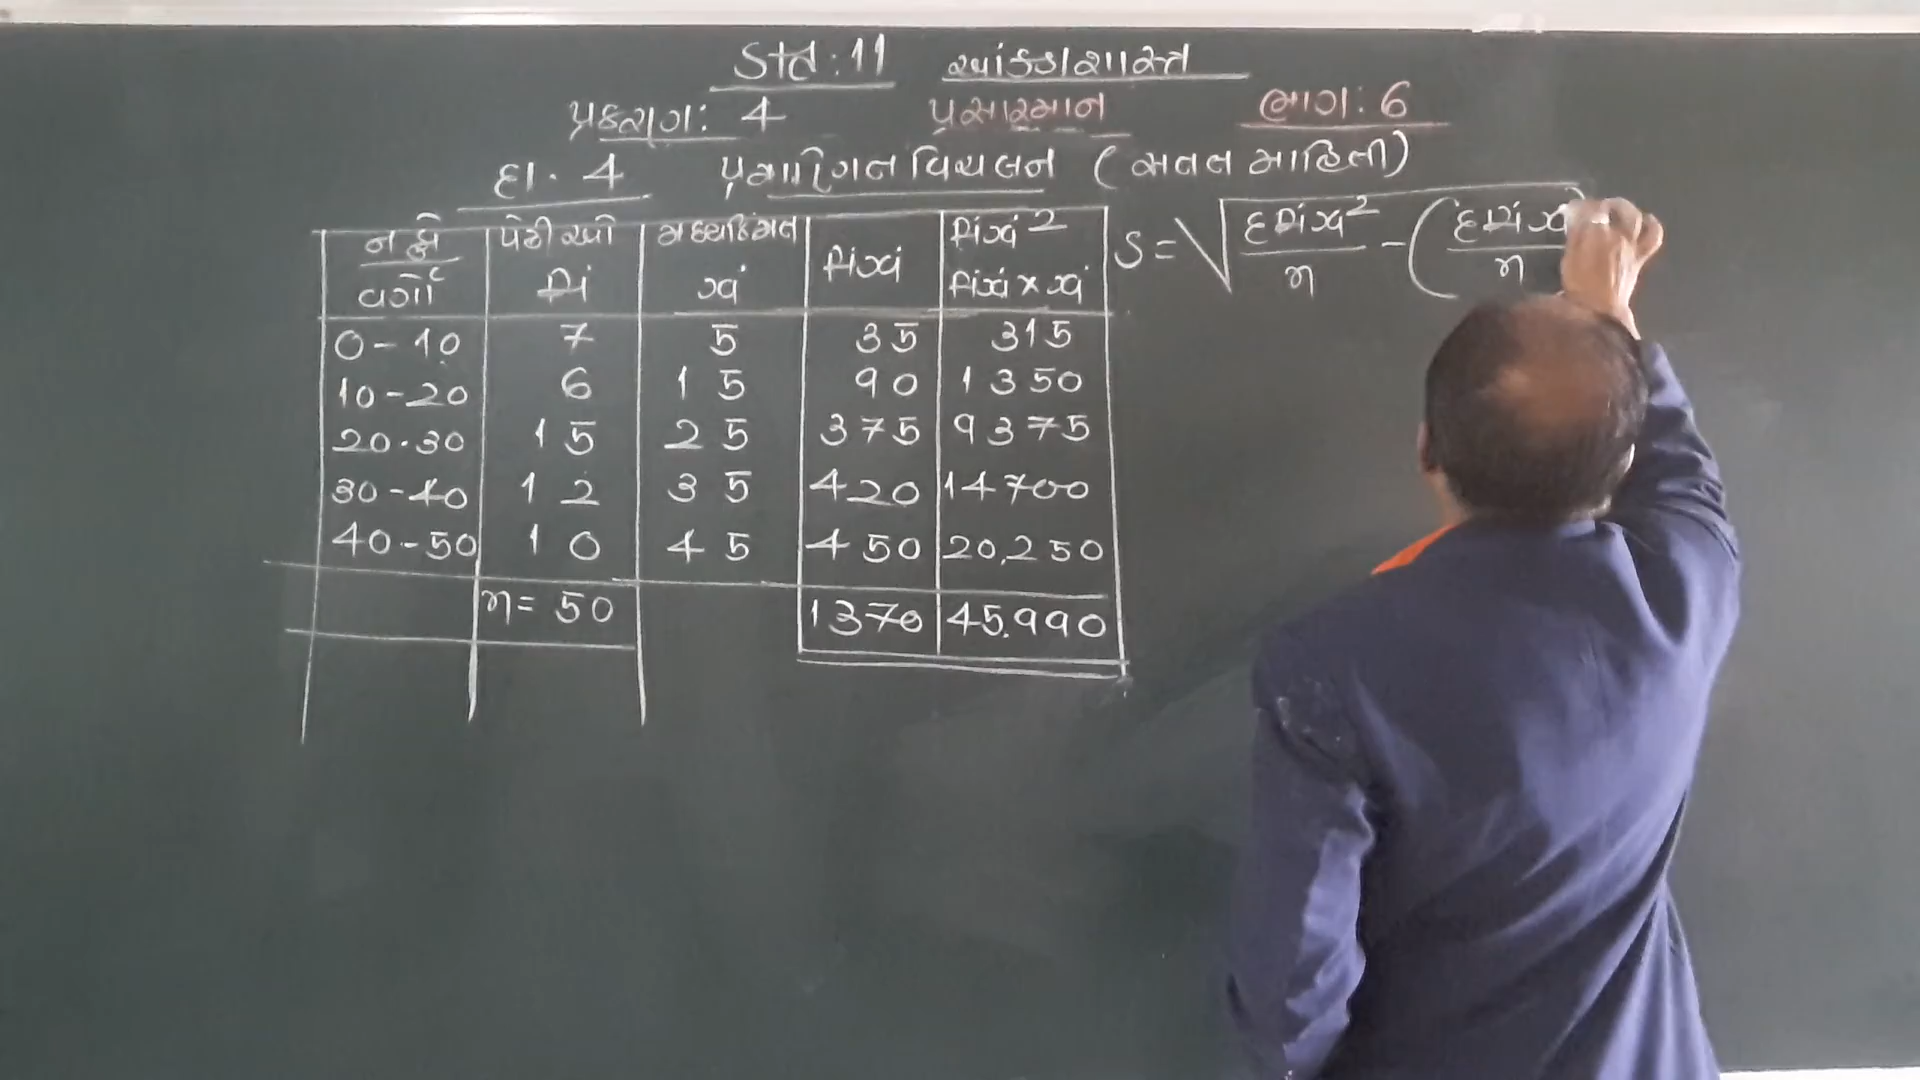 ધોરણ : 11 આંકડાશાસ્ત્ર
પ્રકરણ : 4 પ્રસારમાન ભાગ : 6
દા. 4 પ્રમાણિત વિચલન (સતત માહિતી)
નફો વર્ગો પેઢીઓ fi મધ્યકિંમત xi fixi fixi² fixi × xi
0-10 7 5 35 315
10-20 6 15 90 1350
20-30 15 25 375 9375
30-40 12 35 420 14700
40-50 10 45 450 20,250
n = 50 1370 45,990
S = √ Σfixi² / n - ( Σfixi / n